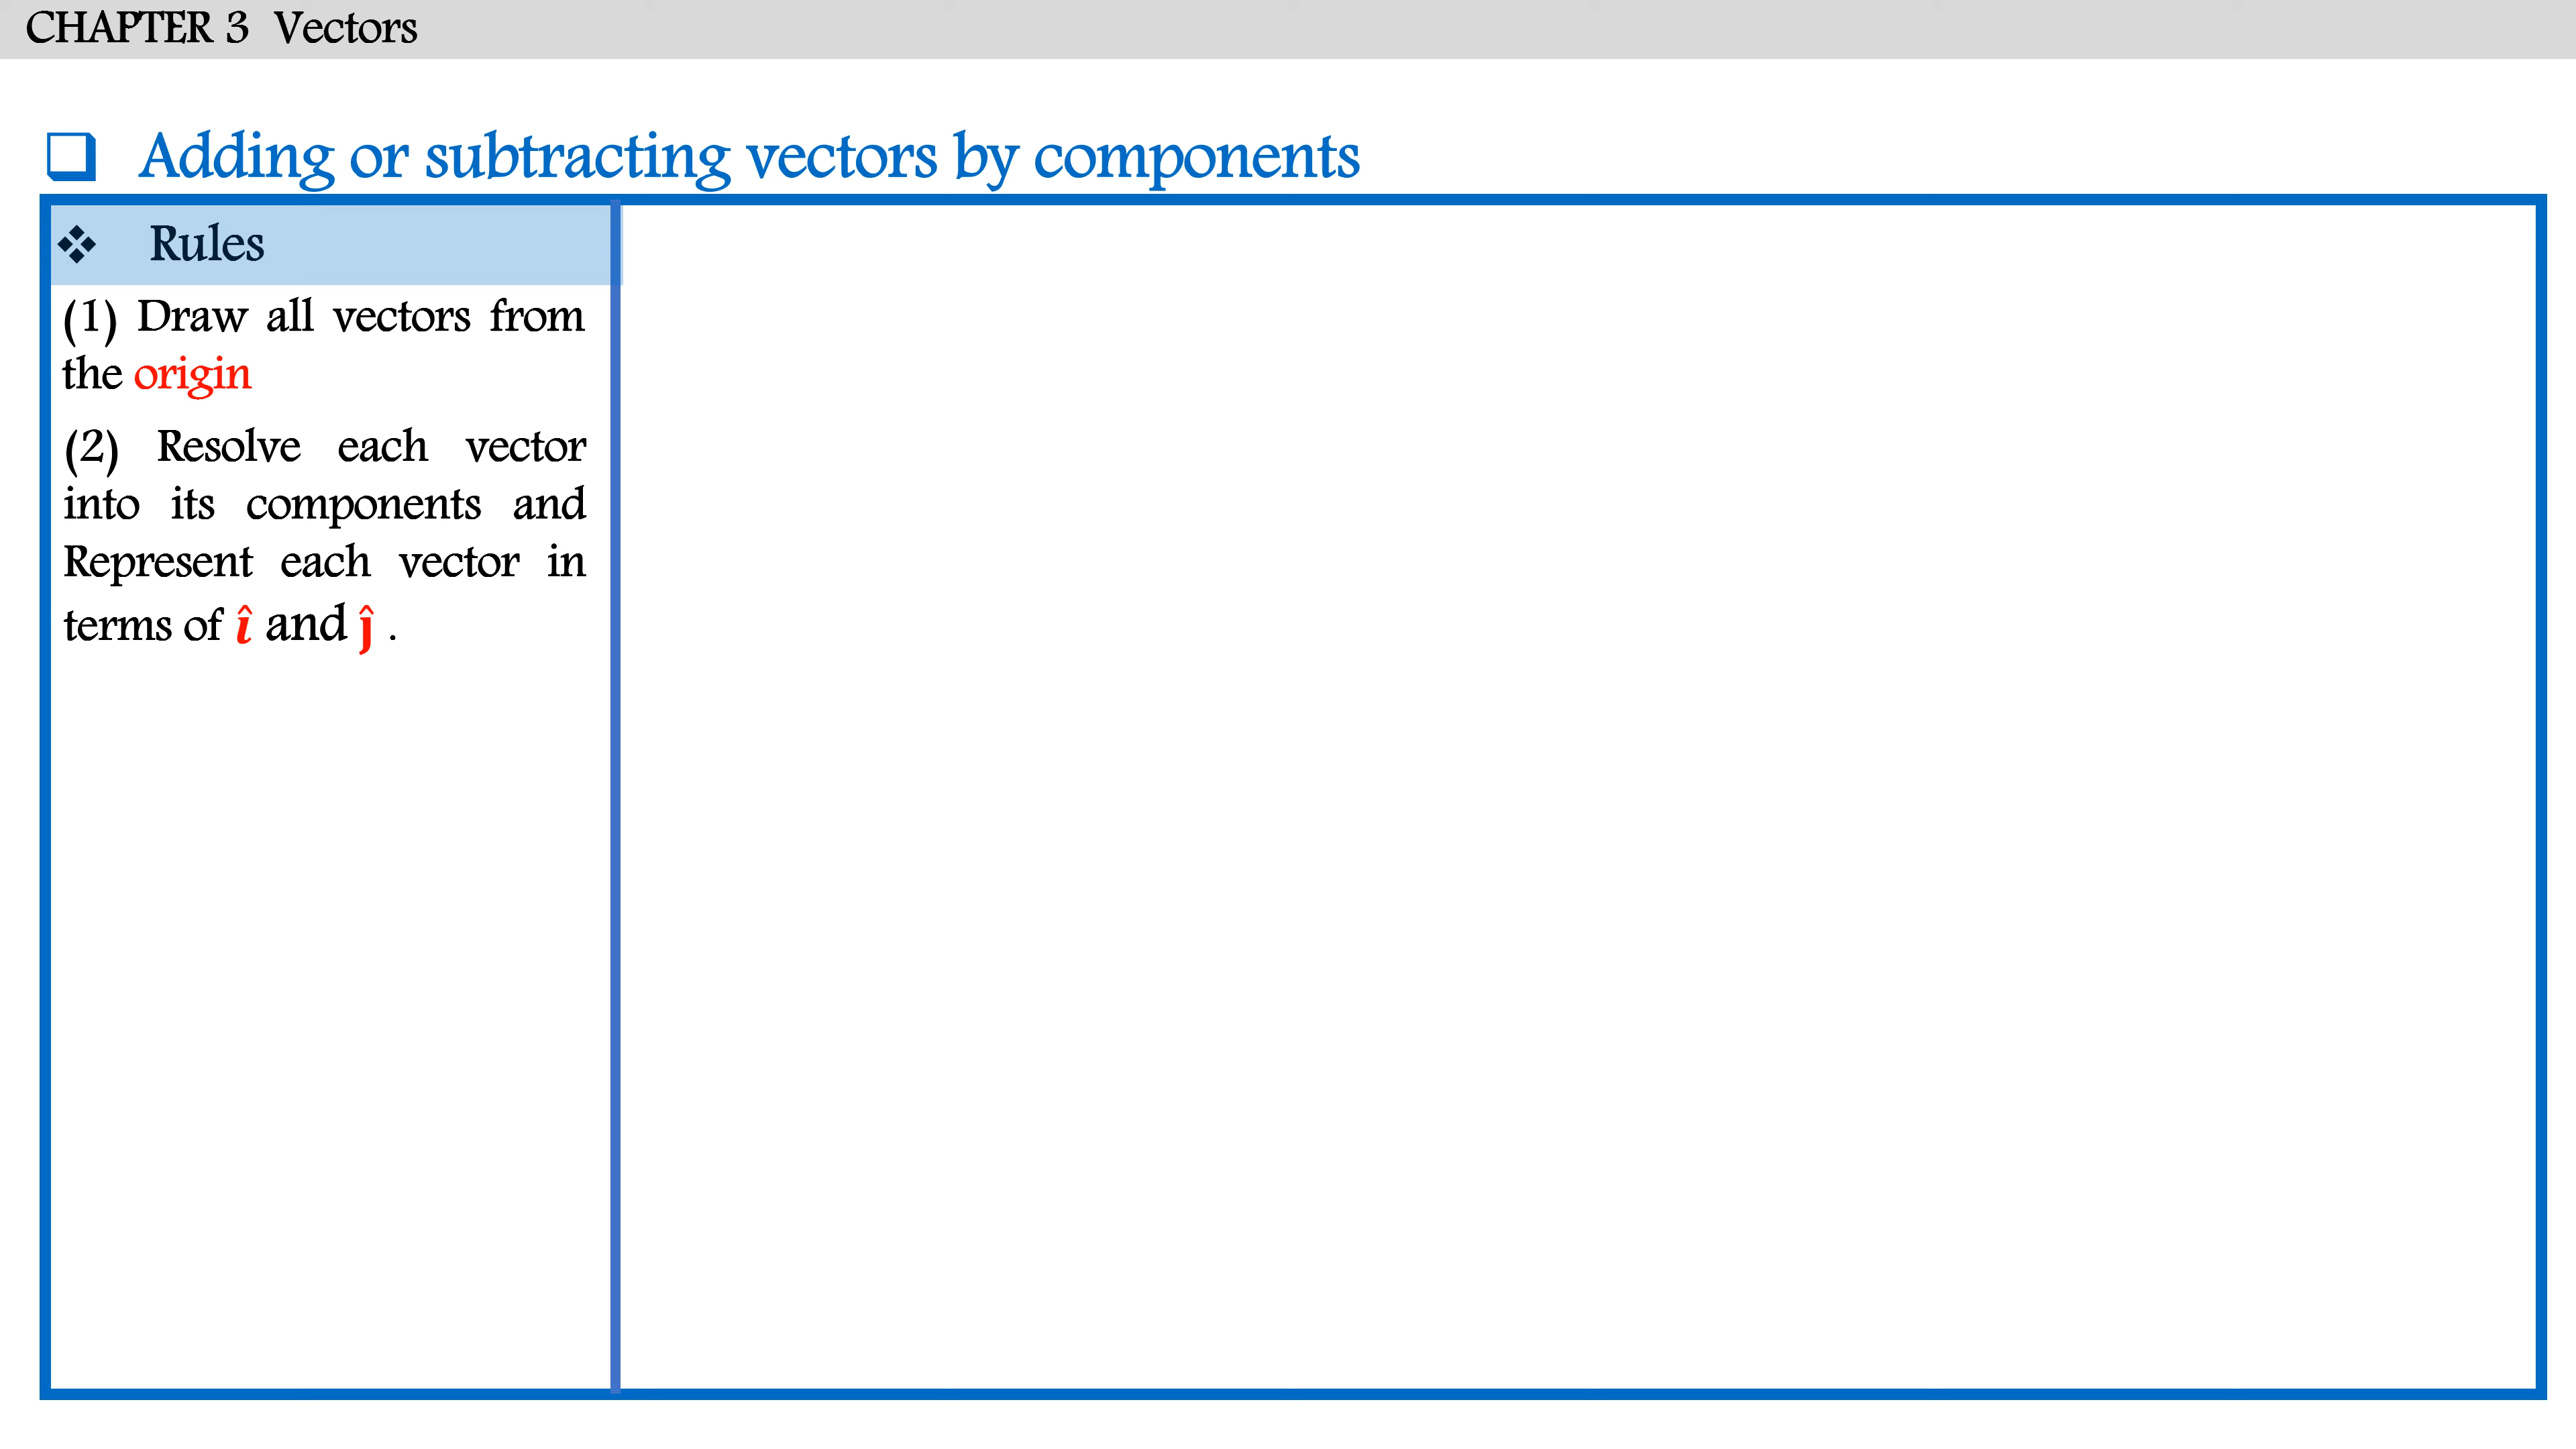 CHAPTER 3 Vectors
❑ Adding or subtracting vectors by components
❖ Rules
(1) Draw all vectors from
the origin
(2) Resolve each vector
into its components and
Represent each vector in
terms of î and ĵ .